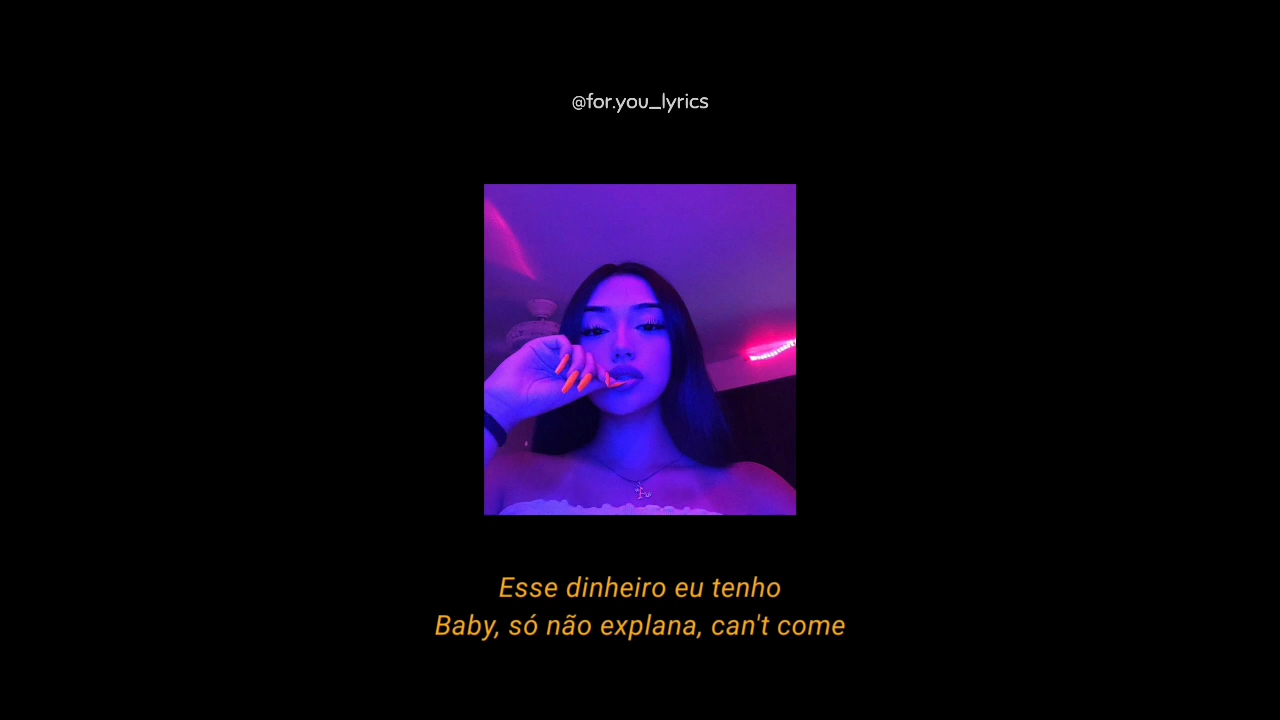 @for.you_lyrics
Esse dinheiro eu tenho
Baby, só não explana, can't come